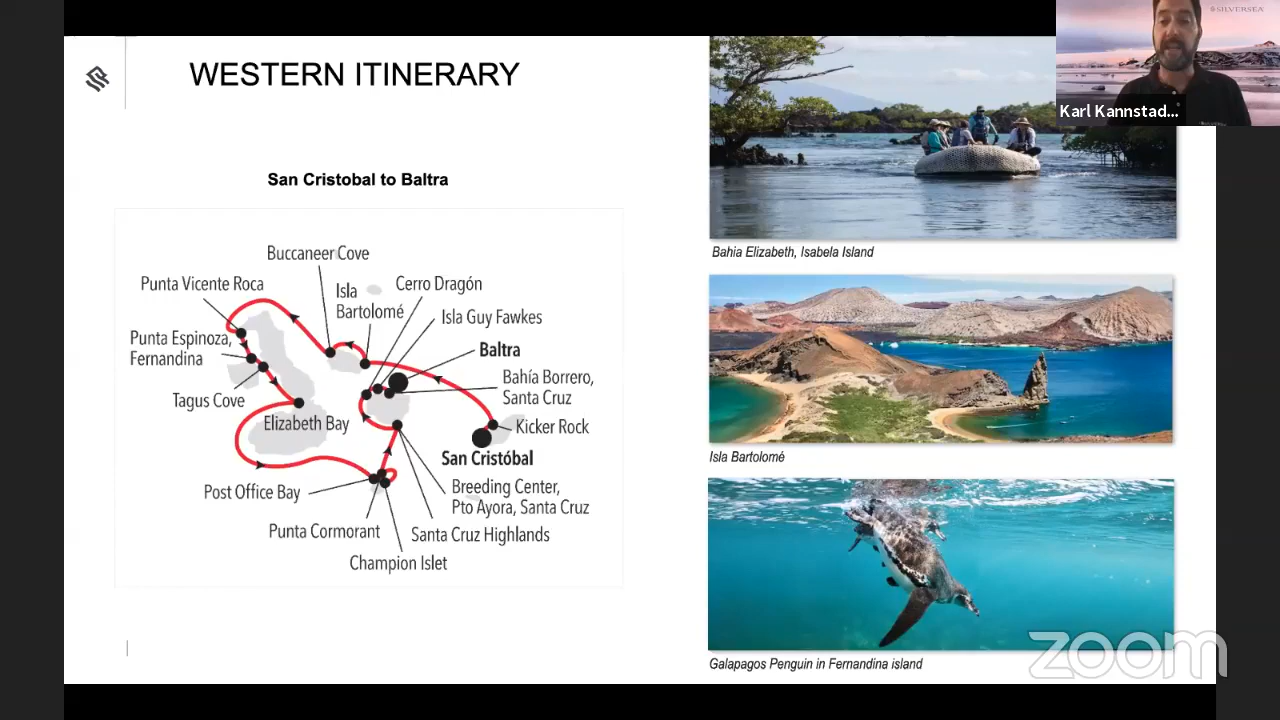 SILVERSEA
Karl Kannstad...
WESTERN ITINERARY
San Cristobal to Baltra
Buccaneer Cove
Punta Vicente Roca
Isla
Bartolomé
Cerro Dragón
Isla Guy Fawkes
Punta Espinoza,
Fernandina
Baltra
Bahía Borrero,
Santa Cruz
Tagus Cove
Elizabeth Bay
Kicker Rock
San Cristóbal
Post Office Bay
Breeding Center,
Pto Ayora, Santa Cruz
Punta Cormorant
Santa Cruz Highlands
Champion Islet
Bahia Elizabeth, Isabela Island
Isla Bartolomé
Galapagos Penguin in Fernandina island
zoom